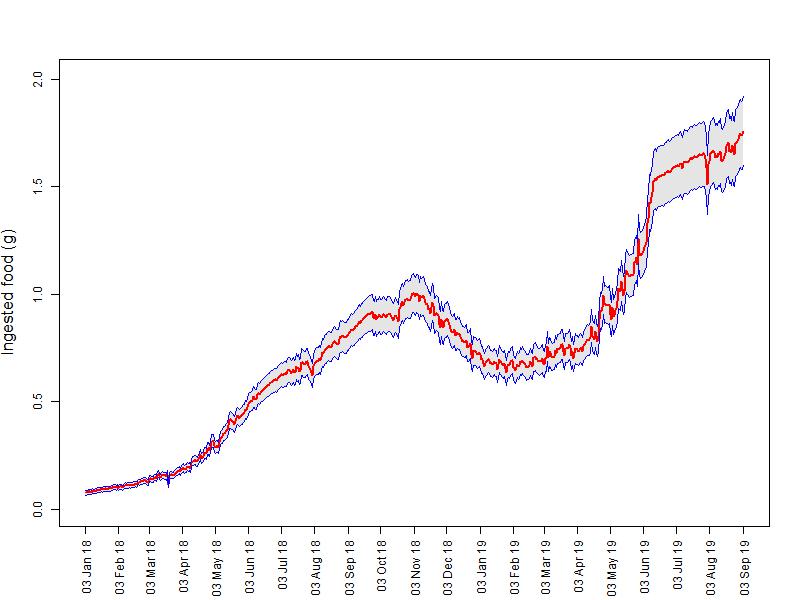 Ingested food (g)
2.0
1.5
1.0
0.5
0.0
03 Jan 18
03 Feb 18
03 Mar 18
03 Apr 18
03 May 18
03 Jun 18
03 Jul 18
03 Aug 18
03 Sep 18
03 Oct 18
03 Nov 18
03 Dec 18
03 Jan 19
03 Feb 19
03 Mar 19
03 Apr 19
03 May 19
03 Jun 19
03 Jul 19
03 Aug 19
03 Sep 19